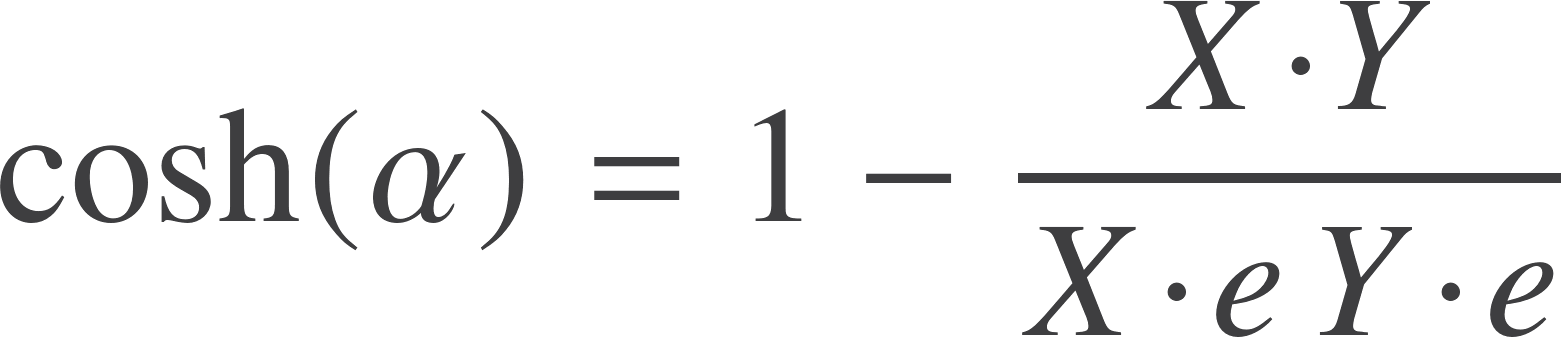 cosh(α) = 1 − X·Y / X·e Y·e